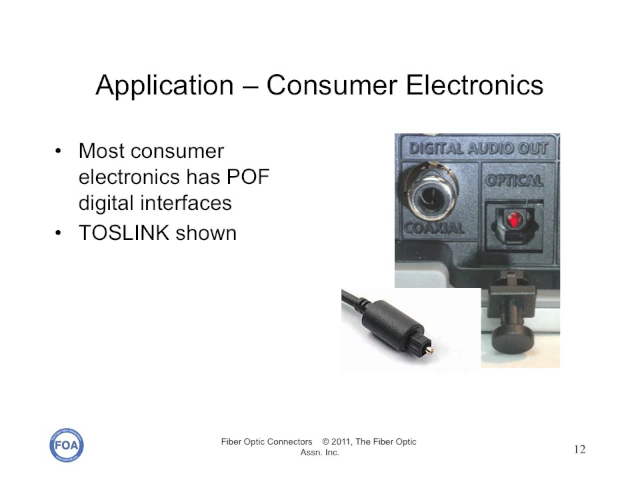 Application – Consumer Electronics
• Most consumer
electronics has POF
digital interfaces
• TOSLINK shown
DIGITAL AUDIO OUT
OPTICAL
COAXIAL
FOA
Fiber Optic Connectors © 2011, The Fiber Optic
Assn. Inc.
12